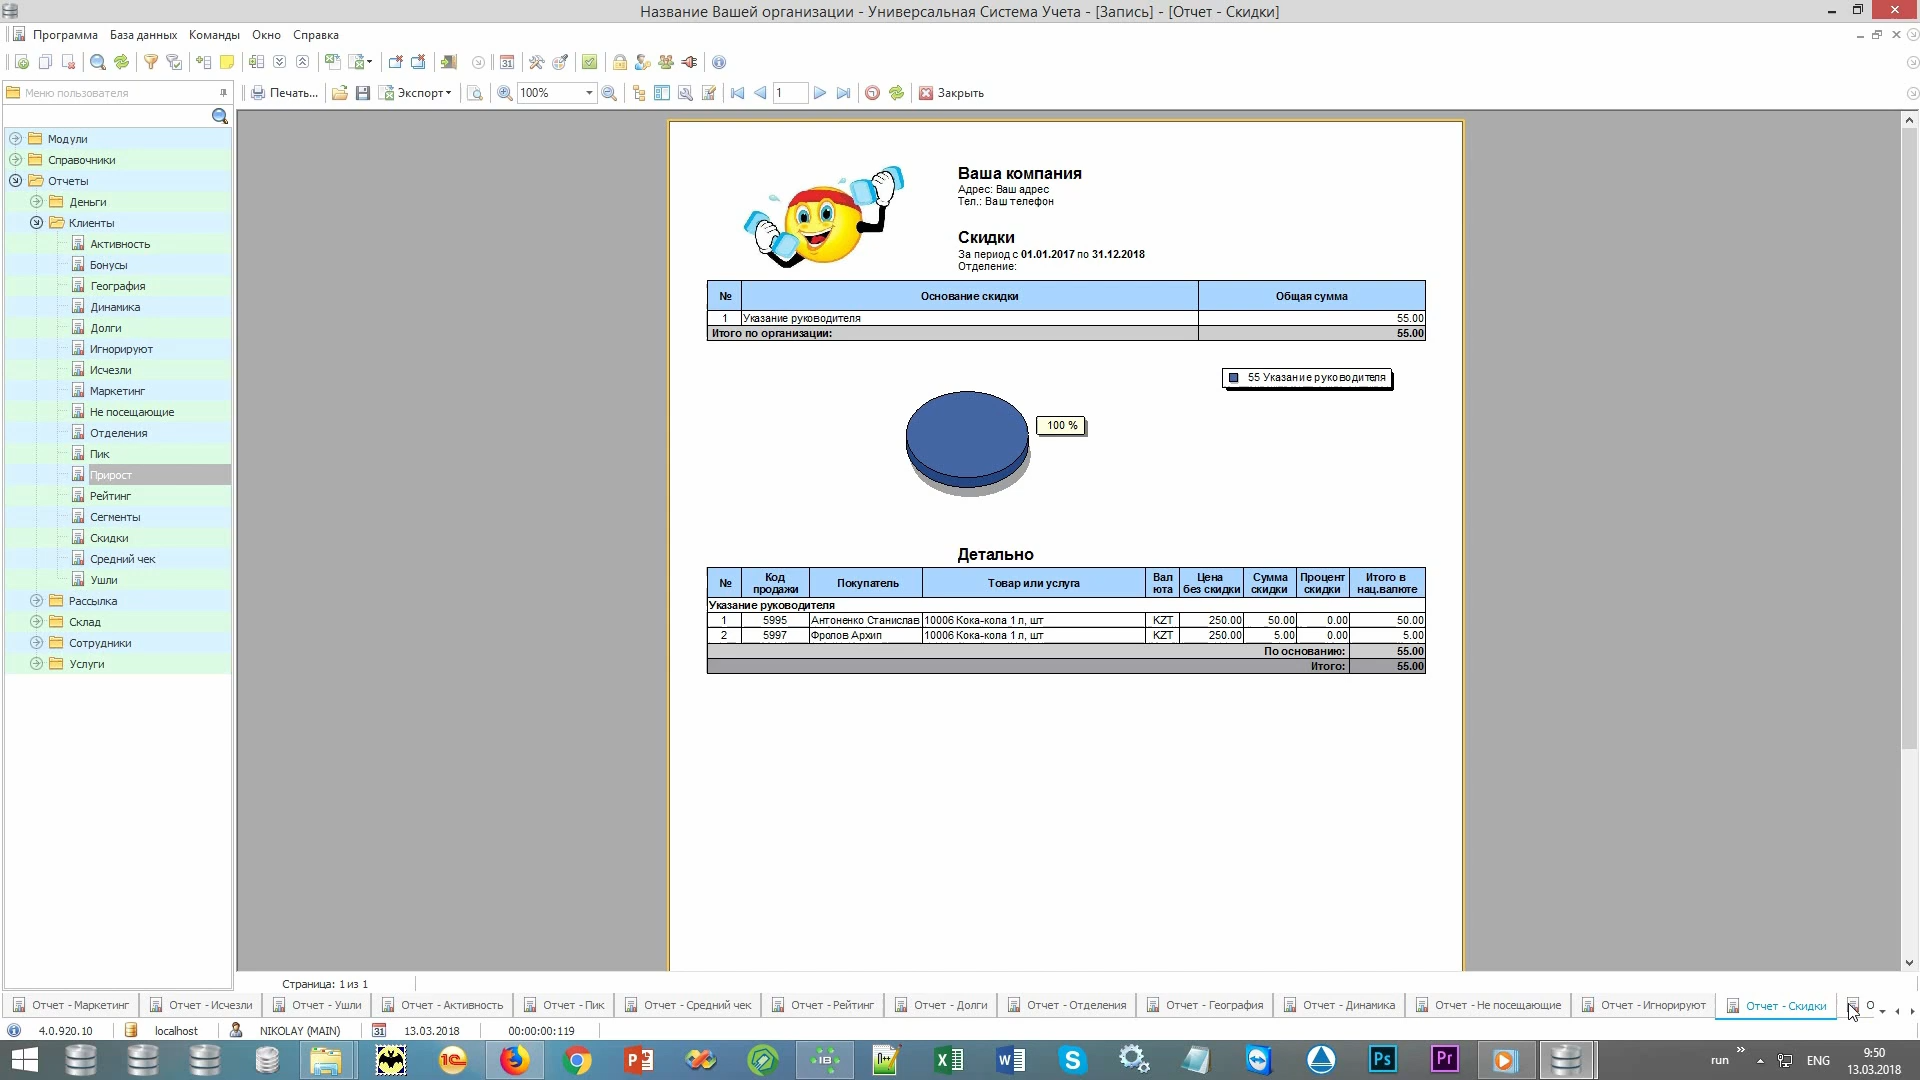 Название Вашей организации - Универсальная Система Учета - [Запись] - [Отчет - Скидки]
Программа База данных Команды Окно Справка
Меню пользователя
Печать... Экспорт 100% 1 Закрыть
Модули
Справочники
Отчеты
Деньги
Клиенты
Активность
Бонусы
География
Динамика
Долги
Игнорируют
Исчезли
Маркетинг
Не посещающие
Отделения
Пик
Прирост
Рейтинг
Сегменты
Скидки
Средний чек
Ушли
Рассылка
Склад
Сотрудники
Услуги
Ваша компания
Адрес: Ваш адрес
Тел.: Ваш телефон
Скидки
За период с 01.01.2017 по 31.12.2018
Отделение:
№ Основание скидки Общая сумма
1 Указание руководителя 55.00
Итого по организации: 55.00
55 Указание руководителя
100 %
Детально
№ Код продажи Покупатель Товар или услуга Вал юта Цена без скидки Сумма скидки Процент скидки Итого в нац.валюте
Указание руководителя
1 5995 Антоненко Станислав 10006 Кока-кола 1 л, шт KZT 250.00 50.00 0.00 50.00
2 5997 Фролов Архип 10006 Кока-кола 1 л, шт KZT 250.00 5.00 0.00 5.00
По основанию: 55.00
Итого: 55.00
Страница: 1 из 1
Отчет - Маркетинг Отчет - Исчезли Отчет - Ушли Отчет - Активность Отчет - Пик Отчет - Средний чек Отчет - Рейтинг Отчет - Долги Отчет - Отделения Отчет - География Отчет - Динамика Отчет - Не посещающие Отчет - Игнорируют Отчет - Скидки О
4.0.920.10 localhost NIKOLAY (MAIN) 31 13.03.2018 00:00:00:119
run ENG 9:50
13.03.2018